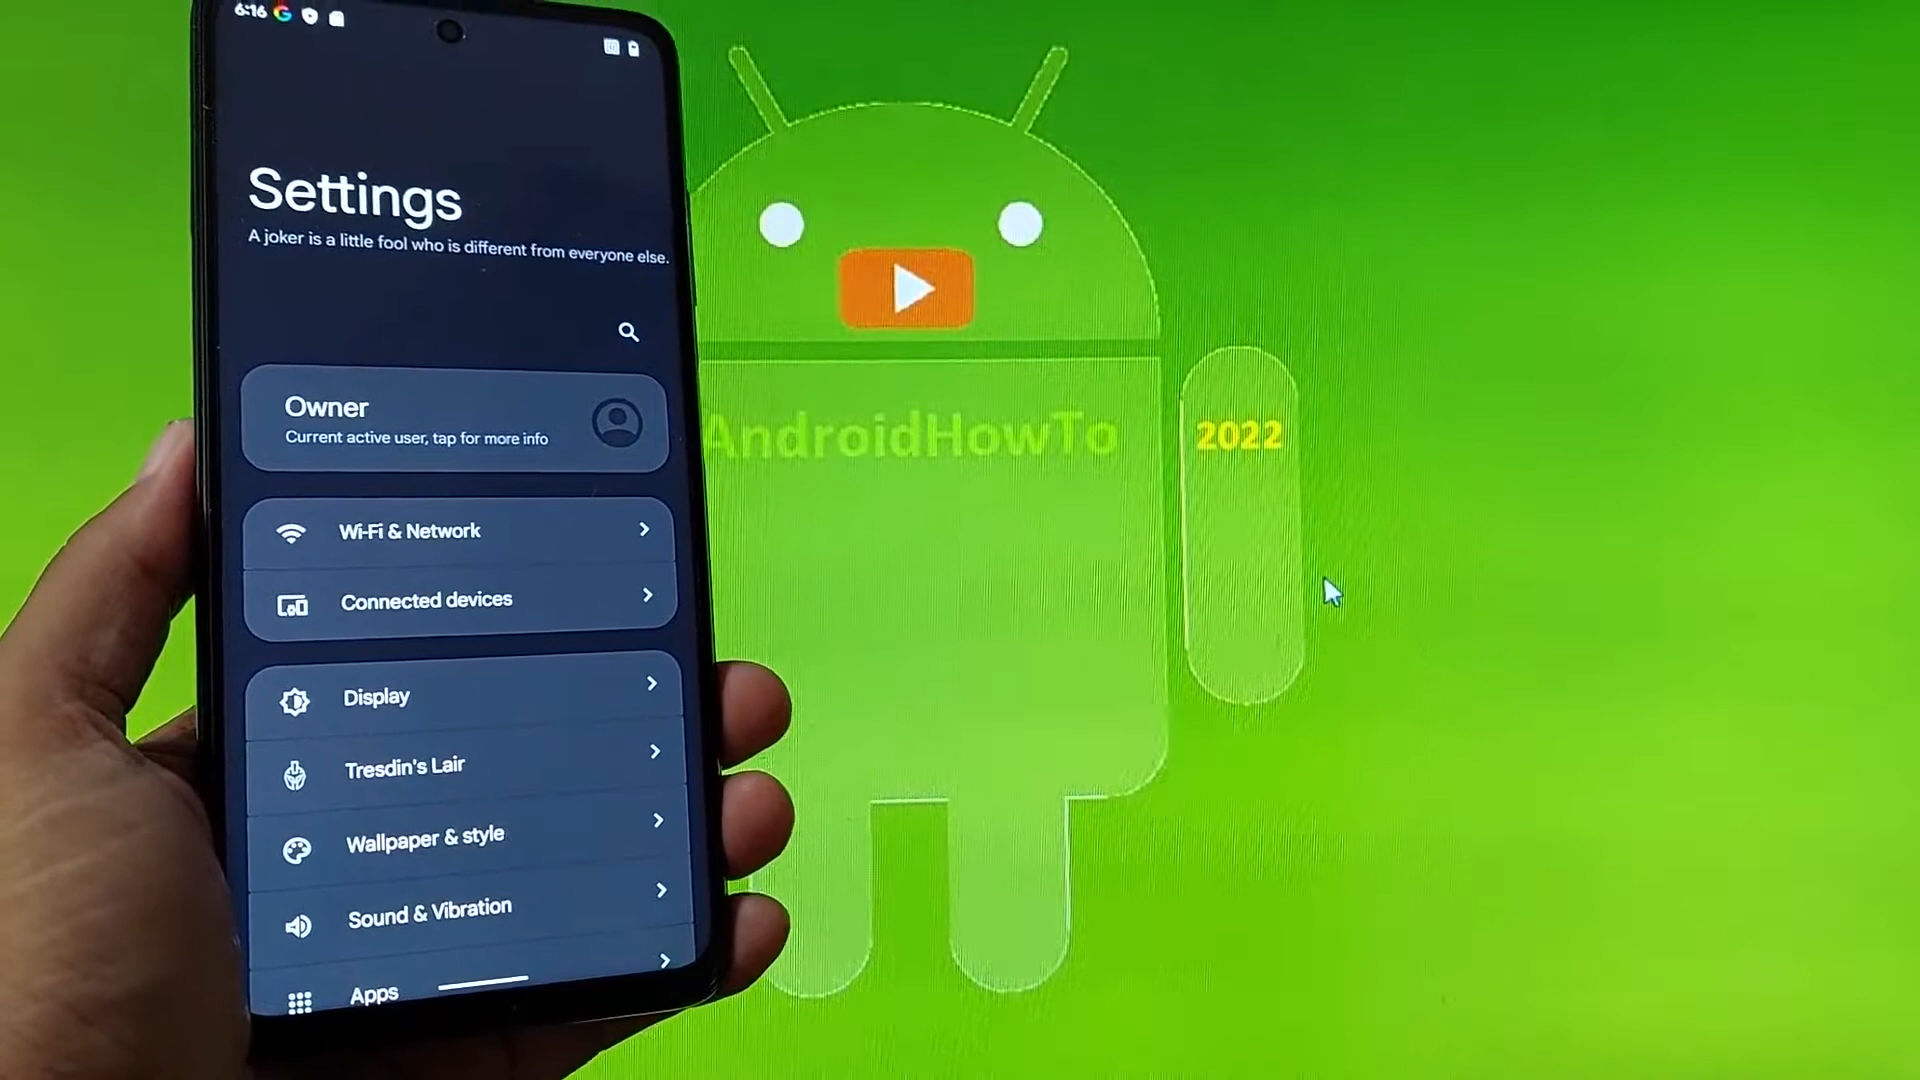 6:16
Settings
A joker is a little fool who is different from everyone else.
Owner
Current active user, tap for more info
Wi-Fi & Network
Connected devices
Display
Tresdin's Lair
Wallpaper & style
Sound & Vibration
Apps
AndroidHowTo
2022